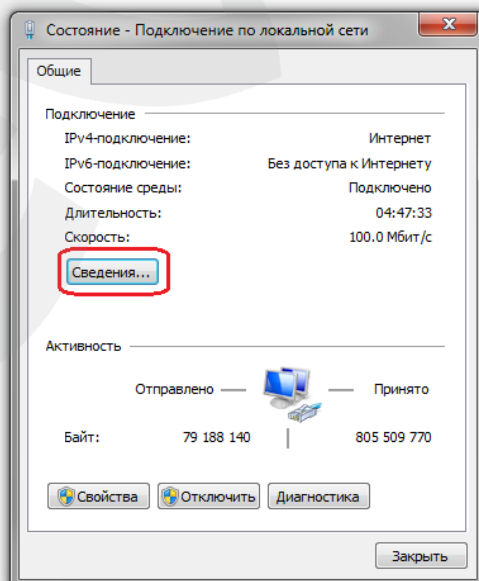 Состояние - Подключение по локальной сети
Общие
Подключение
IPv4-подключение: Интернет
IPv6-подключение: Без доступа к Интернету
Состояние среды: Подключено
Длительность: 04:47:33
Скорость: 100.0 Мбит/с
Сведения...
Активность
Отправлено — — Принято
Байт: 79 188 140 | 805 509 770
Свойства Отключить Диагностика
Закрыть